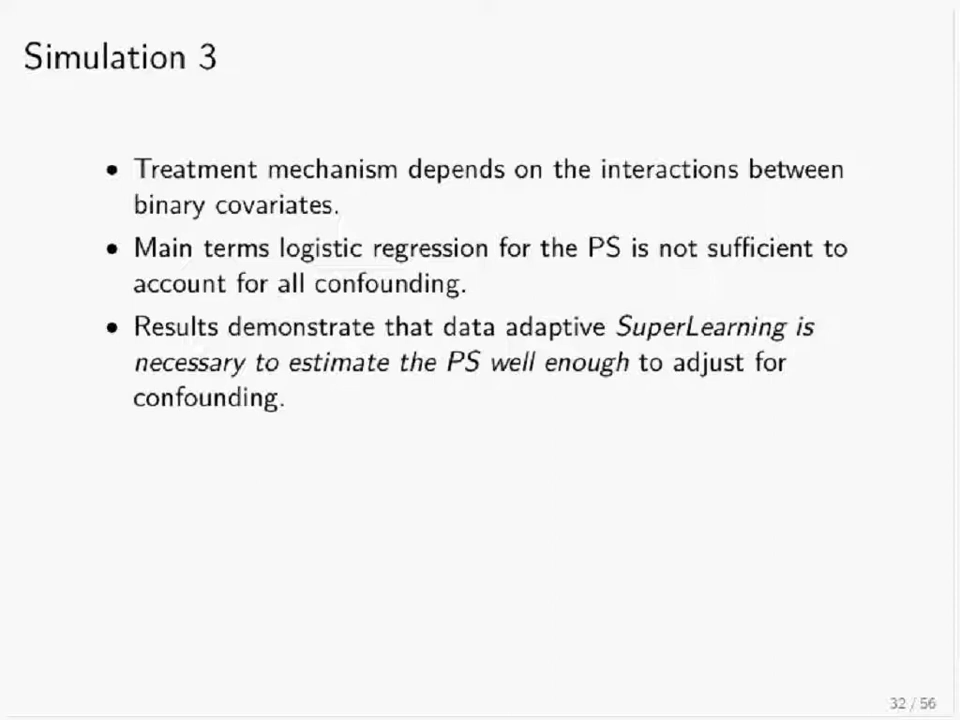 Simulation 3
• Treatment mechanism depends on the interactions between
binary covariates.
• Main terms logistic regression for the PS is not sufficient to
account for all confounding.
• Results demonstrate that data adaptive SuperLearning is
necessary to estimate the PS well enough to adjust for
confounding.
32 / 56